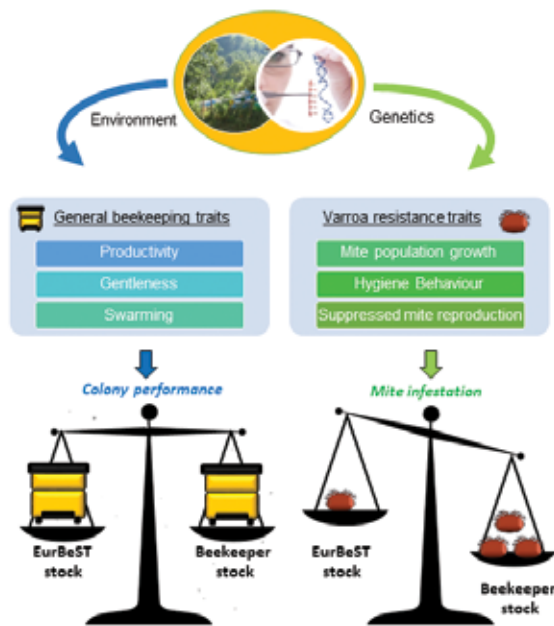 Environment
Genetics
General beekeeping traits
Productivity
Gentleness
Swarming
Varroa resistance traits
Mite population growth
Hygiene Behaviour
Suppressed mite reproduction
Colony performance
EurBeST
stock
Beekeeper
stock
Mite infestation
EurBeST
stock
Beekeeper
stock